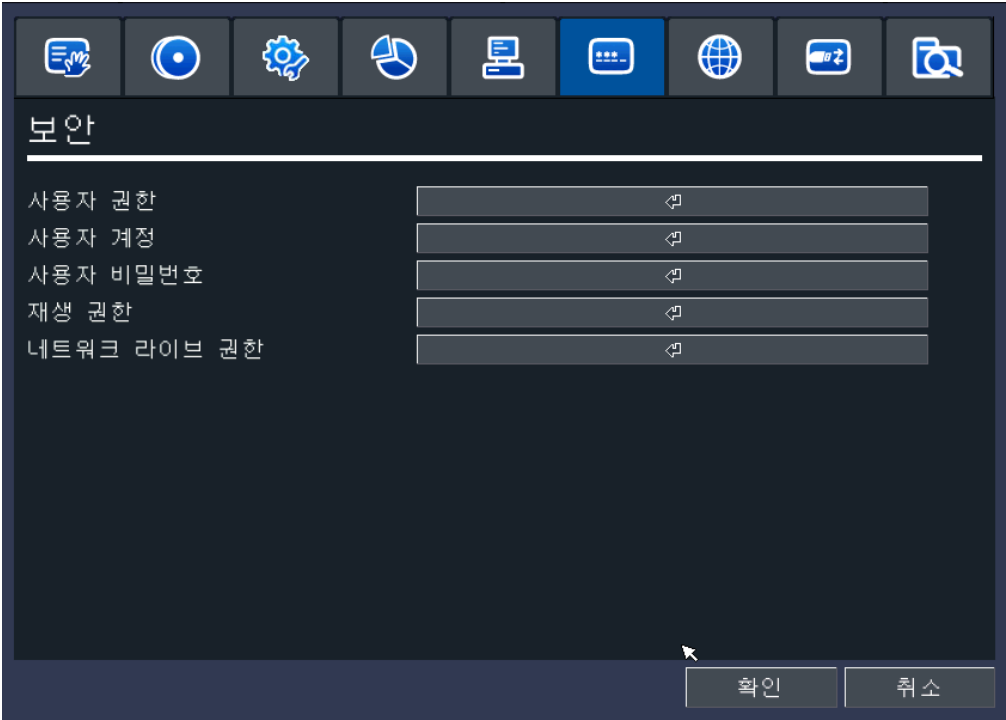 보안
사용자 권한
사용자 계정
사용자 비밀번호
재생 권한
네트워크 라이브 권한
확인 취소